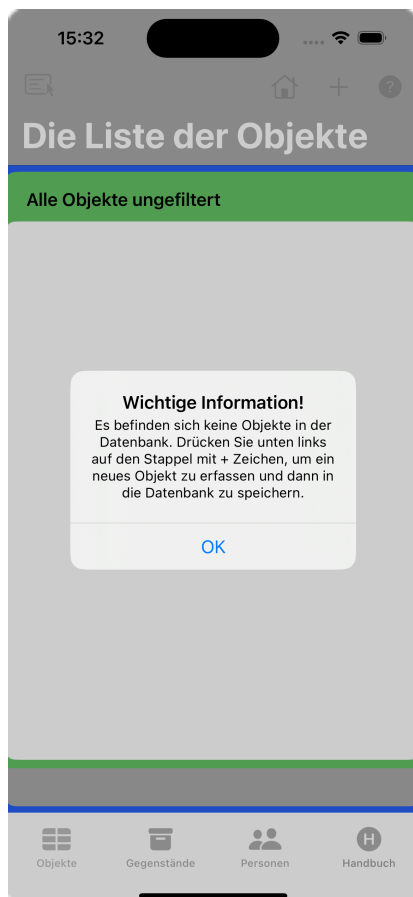 15:32
?
Die Liste der Objekte
Alle Objekte ungefiltert
Wichtige Information!
Es befinden sich keine Objekte in der
Datenbank. Drücken Sie unten links
auf den Stappel mit + Zeichen, um ein
neues Objekt zu erfassen und dann in
die Datenbank zu speichern.
OK
H
Objekte Gegenstände Personen Handbuch